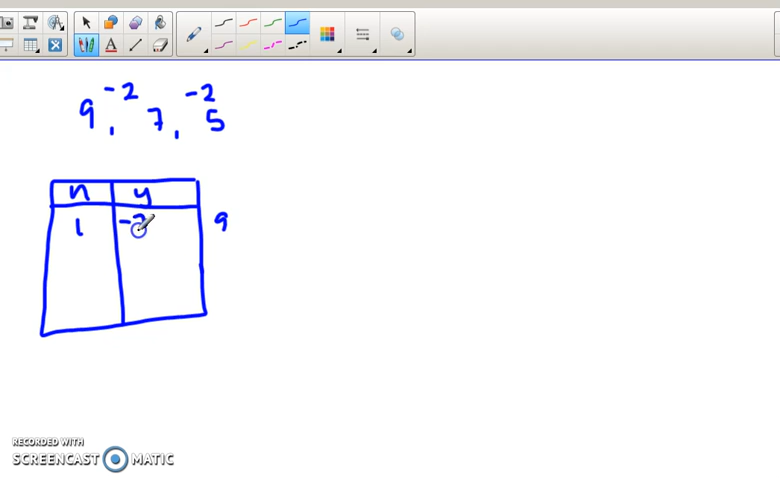 -2 -2
9, 7, 5
n y
1 -2 9
RECORDED WITH
SCREENCAST MATIC